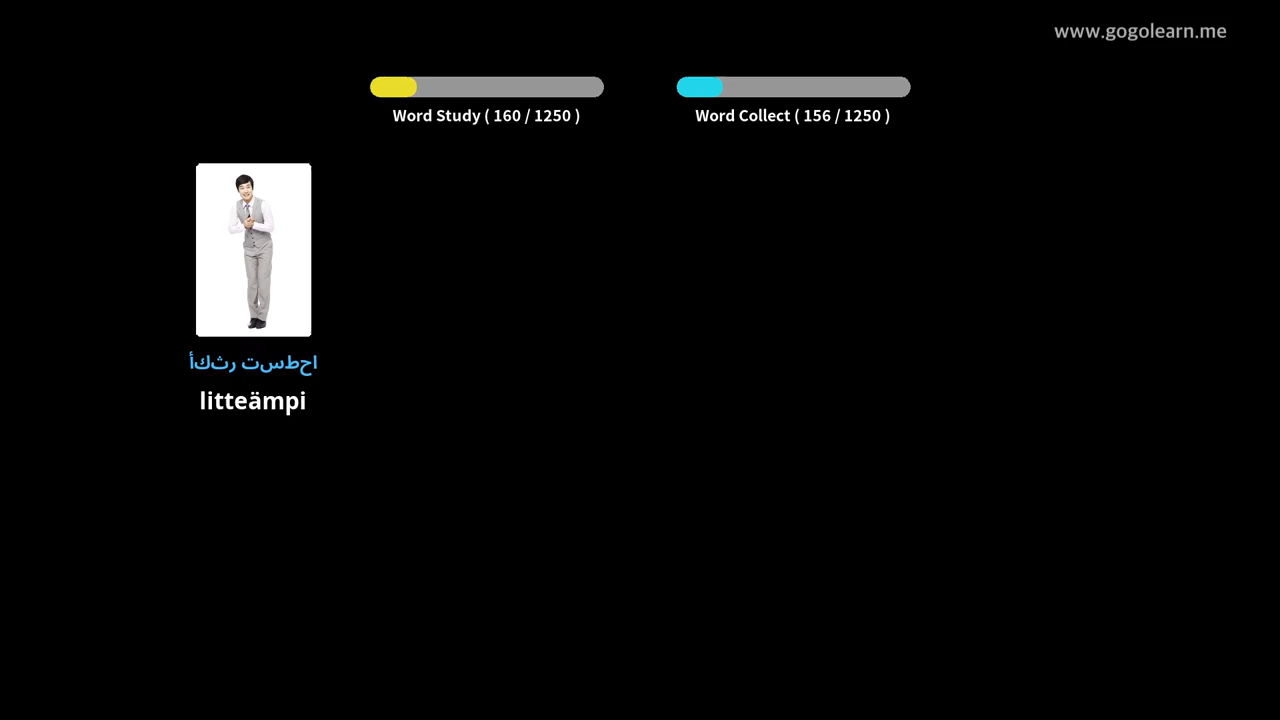 www.gogolearn.me
Word Study ( 160 / 1250 )
Word Collect ( 156 / 1250 )
احطست رثكأ
litteämpi